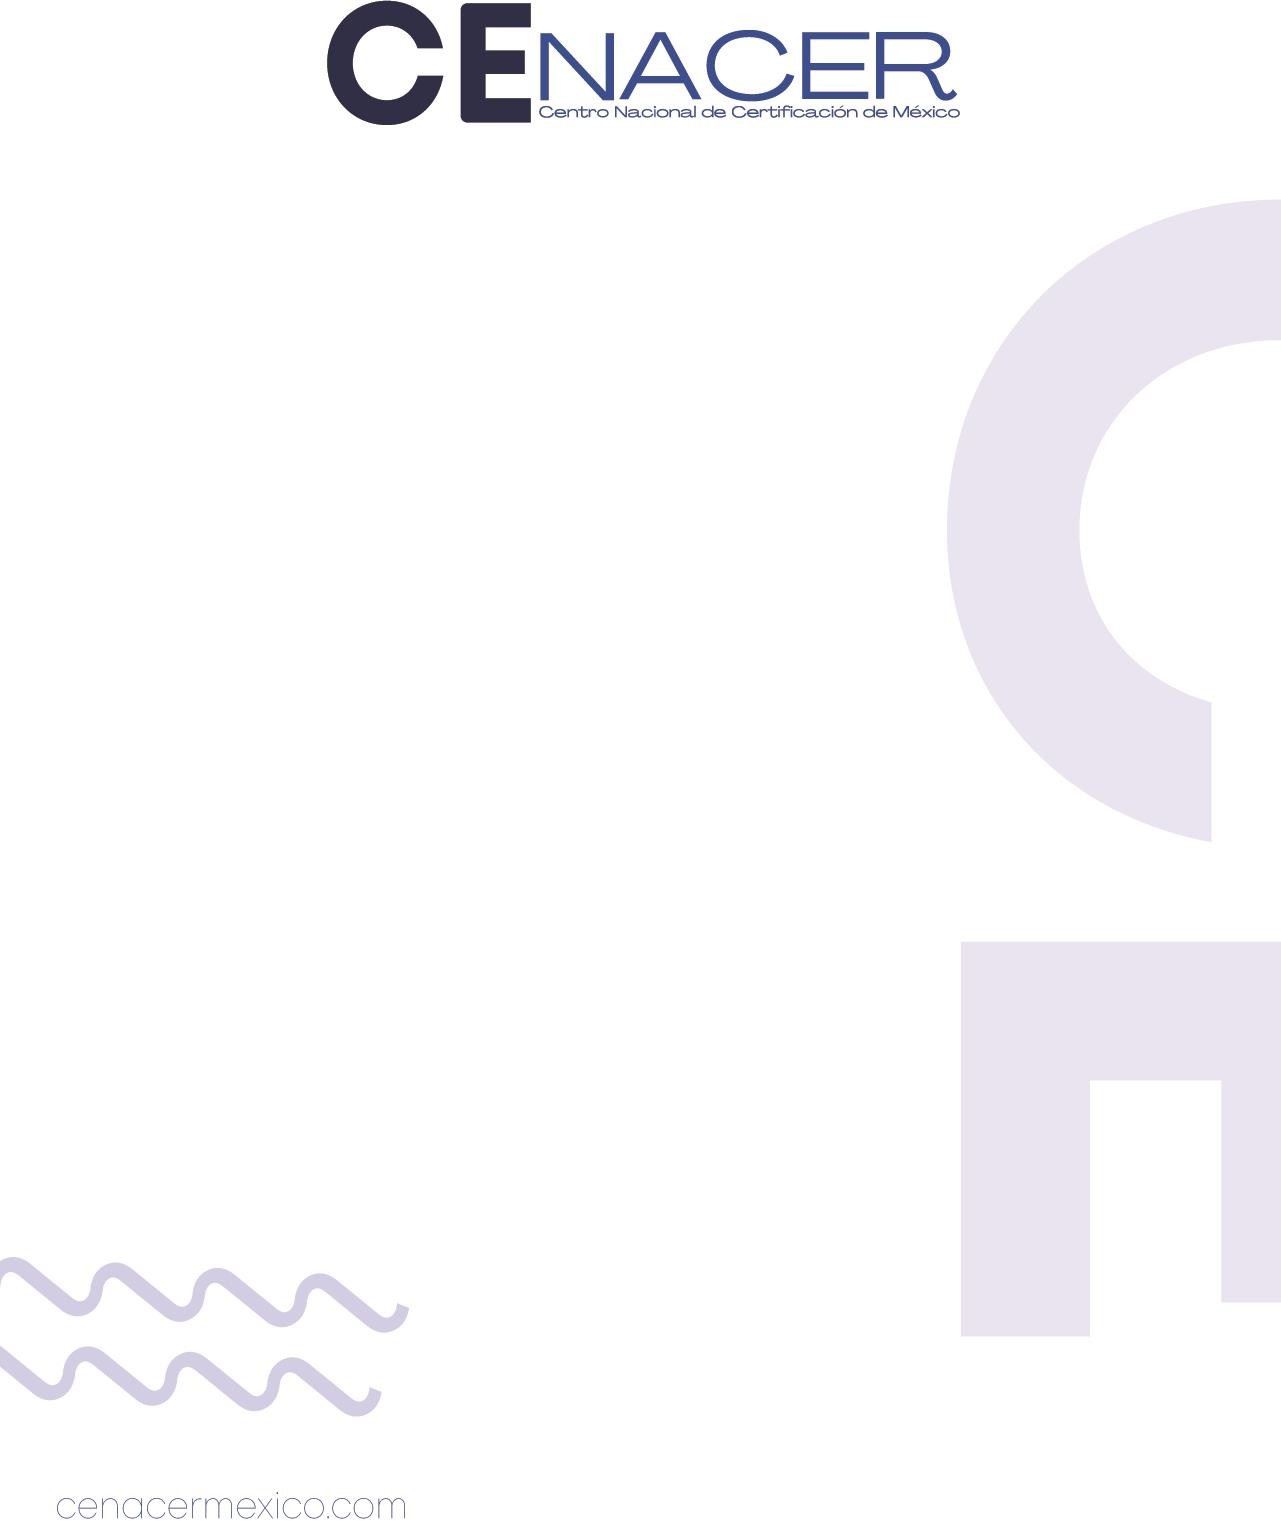 CENACER
Centro Nacional de Certificación de México
cenacermexico.com